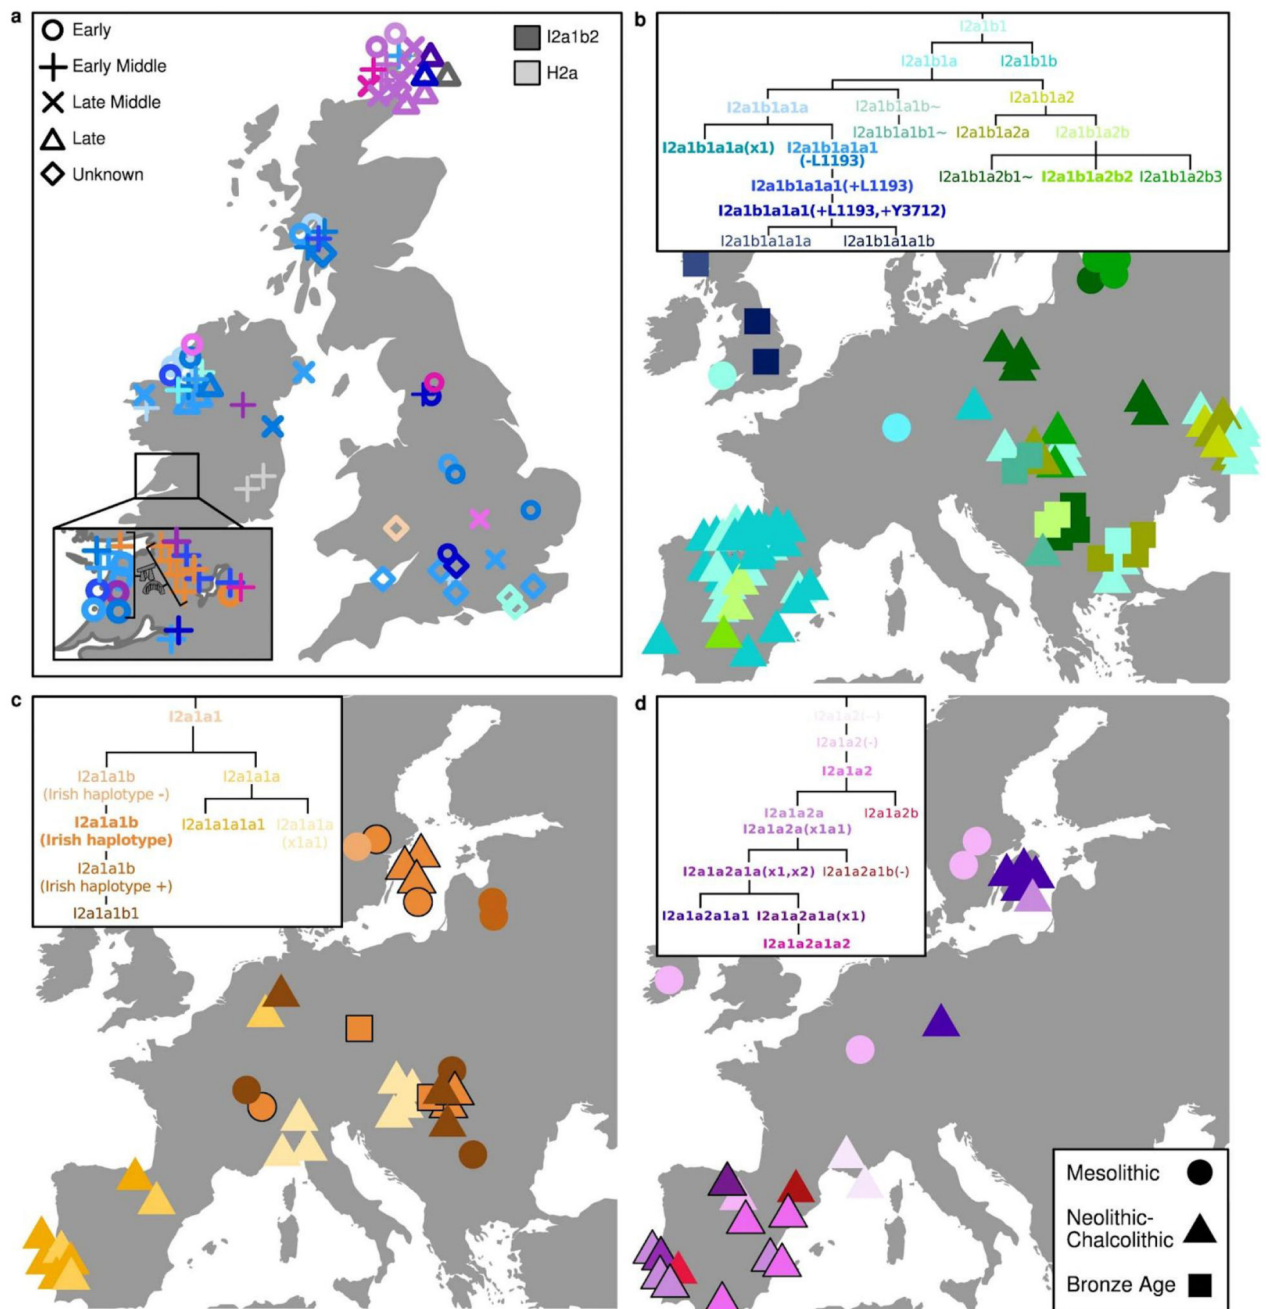 a
Early
Early Middle
Late Middle
Late
Unknown
I2a1b2
H2a
b
I2a1b1
I2a1b1a I2a1b1b
I2a1b1a1a I2a1b1a1b~ I2a1b1a2
I2a1b1a1b1~ I2a1b1a2a I2a1b1a2b
I2a1b1a1a(x1) I2a1b1a1a1
(-L1193)
I2a1b1a2b1~ I2a1b1a2b2 I2a1b1a2b3
I2a1b1a1a1(+L1193)
I2a1b1a1a1(+L1193,+Y3712)
I2a1b1a1a1a I2a1b1a1a1b
c
I2a1a1
I2a1a1b I2a1a1a
(Irish haplotype -)
I2a1a1b I2a1a1a1a1 I2a1a1a
(Irish haplotype) (x1a1)
I2a1a1b
(Irish haplotype +)
I2a1a1b1
d
I2a1a2(--)
I2a1a2(-)
I2a1a2
I2a1a2a I2a1a2b
I2a1a2a(x1a1)
I2a1a2a1a(x1,x2) I2a1a2a1b(-)
I2a1a2a1a1 I2a1a2a1a(x1)
I2a1a2a1a2
Mesolithic
Neolithic-
Chalcolithic
Bronze Age